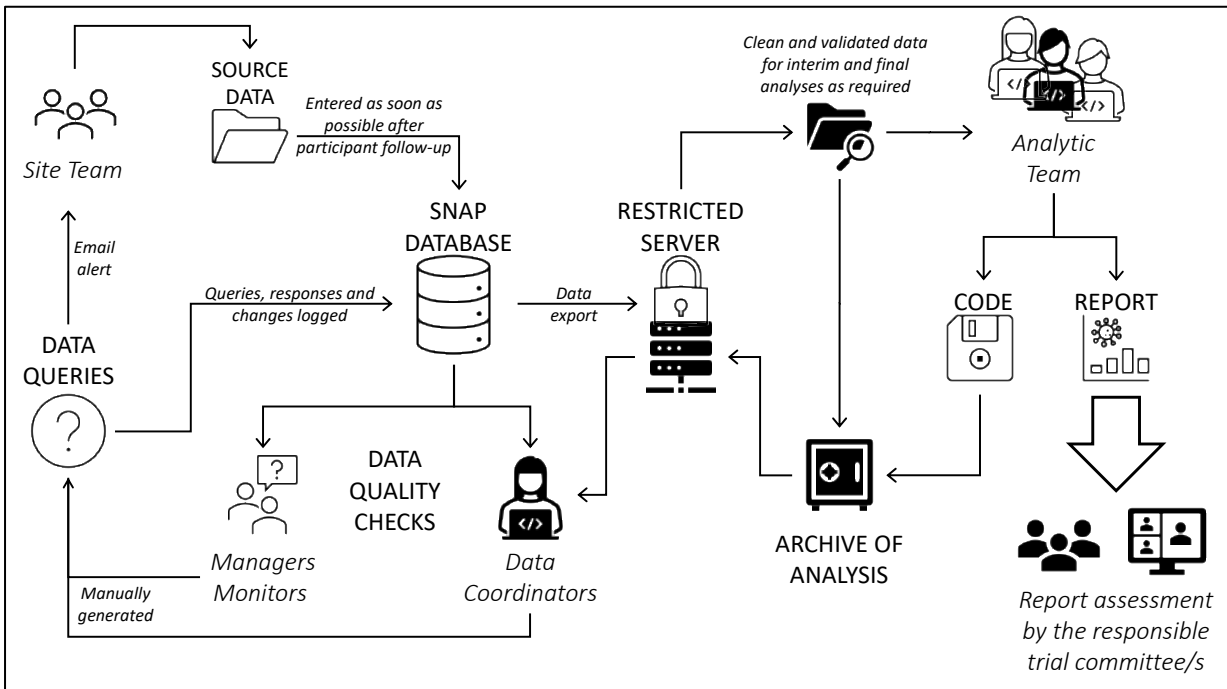 SOURCE
DATA
Entered as soon as
possible after
participant follow-up
Site Team
Email
alert
DATA
QUERIES
?
Queries, responses and
changes logged
SNAP
DATABASE
Data
export
RESTRICTED
SERVER
?
Managers
Monitors
DATA
QUALITY
CHECKS
</>
Data
Coordinators
Manually
generated
Clean and validated data
for interim and final
analyses as required
</>
</>
</>
Analytic
Team
CODE
REPORT
ARCHIVE OF
ANALYSIS
Report assessment
by the responsible
trial committee/s